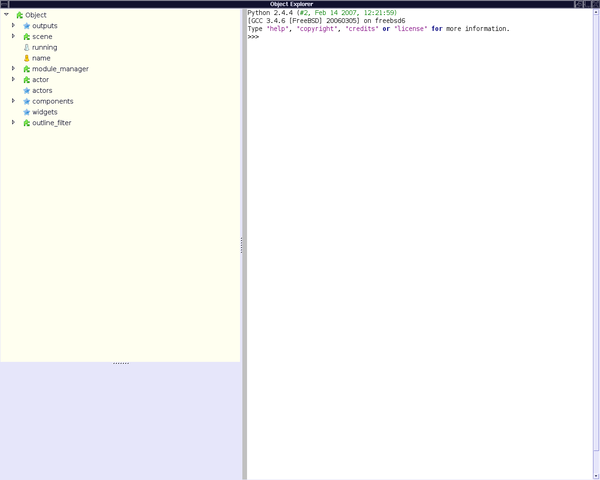 Object Explorer
Object
outputs
scene
running
name
module_manager
actor
actors
components
widgets
outline_filter
Python 2.4.4 (#2, Feb 14 2007, 12:21:59)
[GCC 3.4.6 [FreeBSD] 20060305] on freebsd6
Type "help", "copyright", "credits" or "license" for more information.
>>>